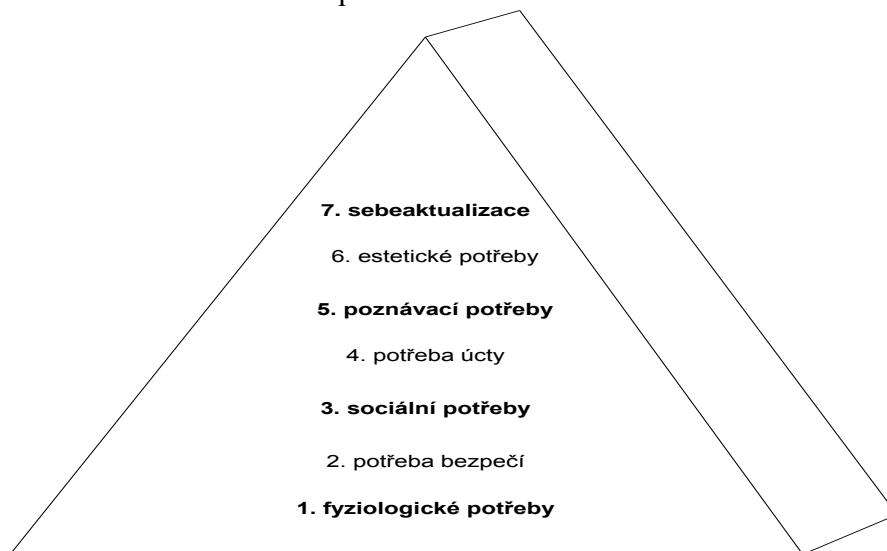 7. sebeaktualizace
6. estetické potřeby
5. poznávací potřeby
4. potřeba úcty
3. sociální potřeby
2. potřeba bezpečí
1. fyziologické potřeby